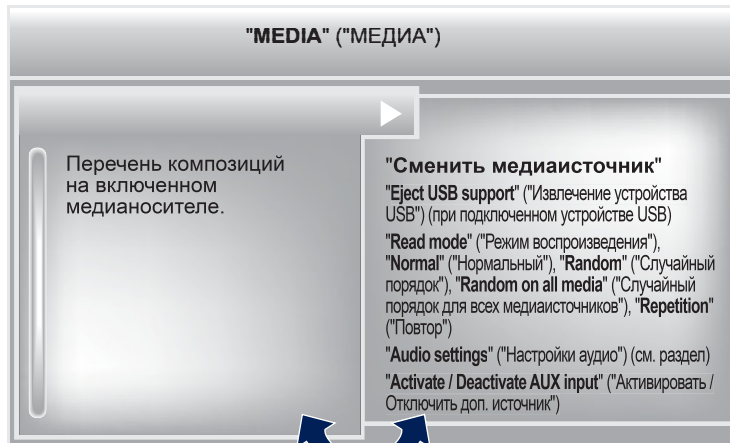 "MEDIA" ("МЕДИА")
Перечень композиций
на включенном
медианосителе.
"Сменить медиаисточник"
"Eject USB support" ("Извлечение устройства
USB") (при подключенном устройстве USB)
"Read mode" ("Режим воспроизведения"),
"Normal" ("Нормальный"), "Random" ("Случайный
порядок"), "Random on all media" ("Случайный
порядок для всех медиаисточников"), "Repetition"
("Повтор")
"Audio settings" ("Настройки аудио") (см. раздел)
"Activate / Deactivate AUX input" ("Активировать /
Отключить доп. источник")